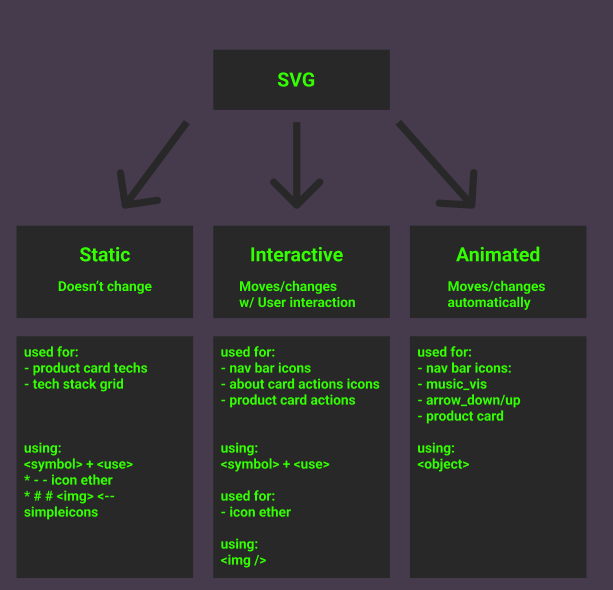 SVG
Static
Doesn't change
Interactive
Moves/changes
w/ User interaction
Animated
Moves/changes
automatically
used for:
- product card techs
- tech stack grid
using:
<symbol> + <use>
* - - icon ether
* # # <img> <--
simpleicons
used for:
- nav bar icons
- about card actions icons
- product card actions
using:
<symbol> + <use>
used for:
- icon ether
using:
<img />
used for:
- nav bar icons:
- music_vis
- arrow_down/up
- product card
using:
<object>